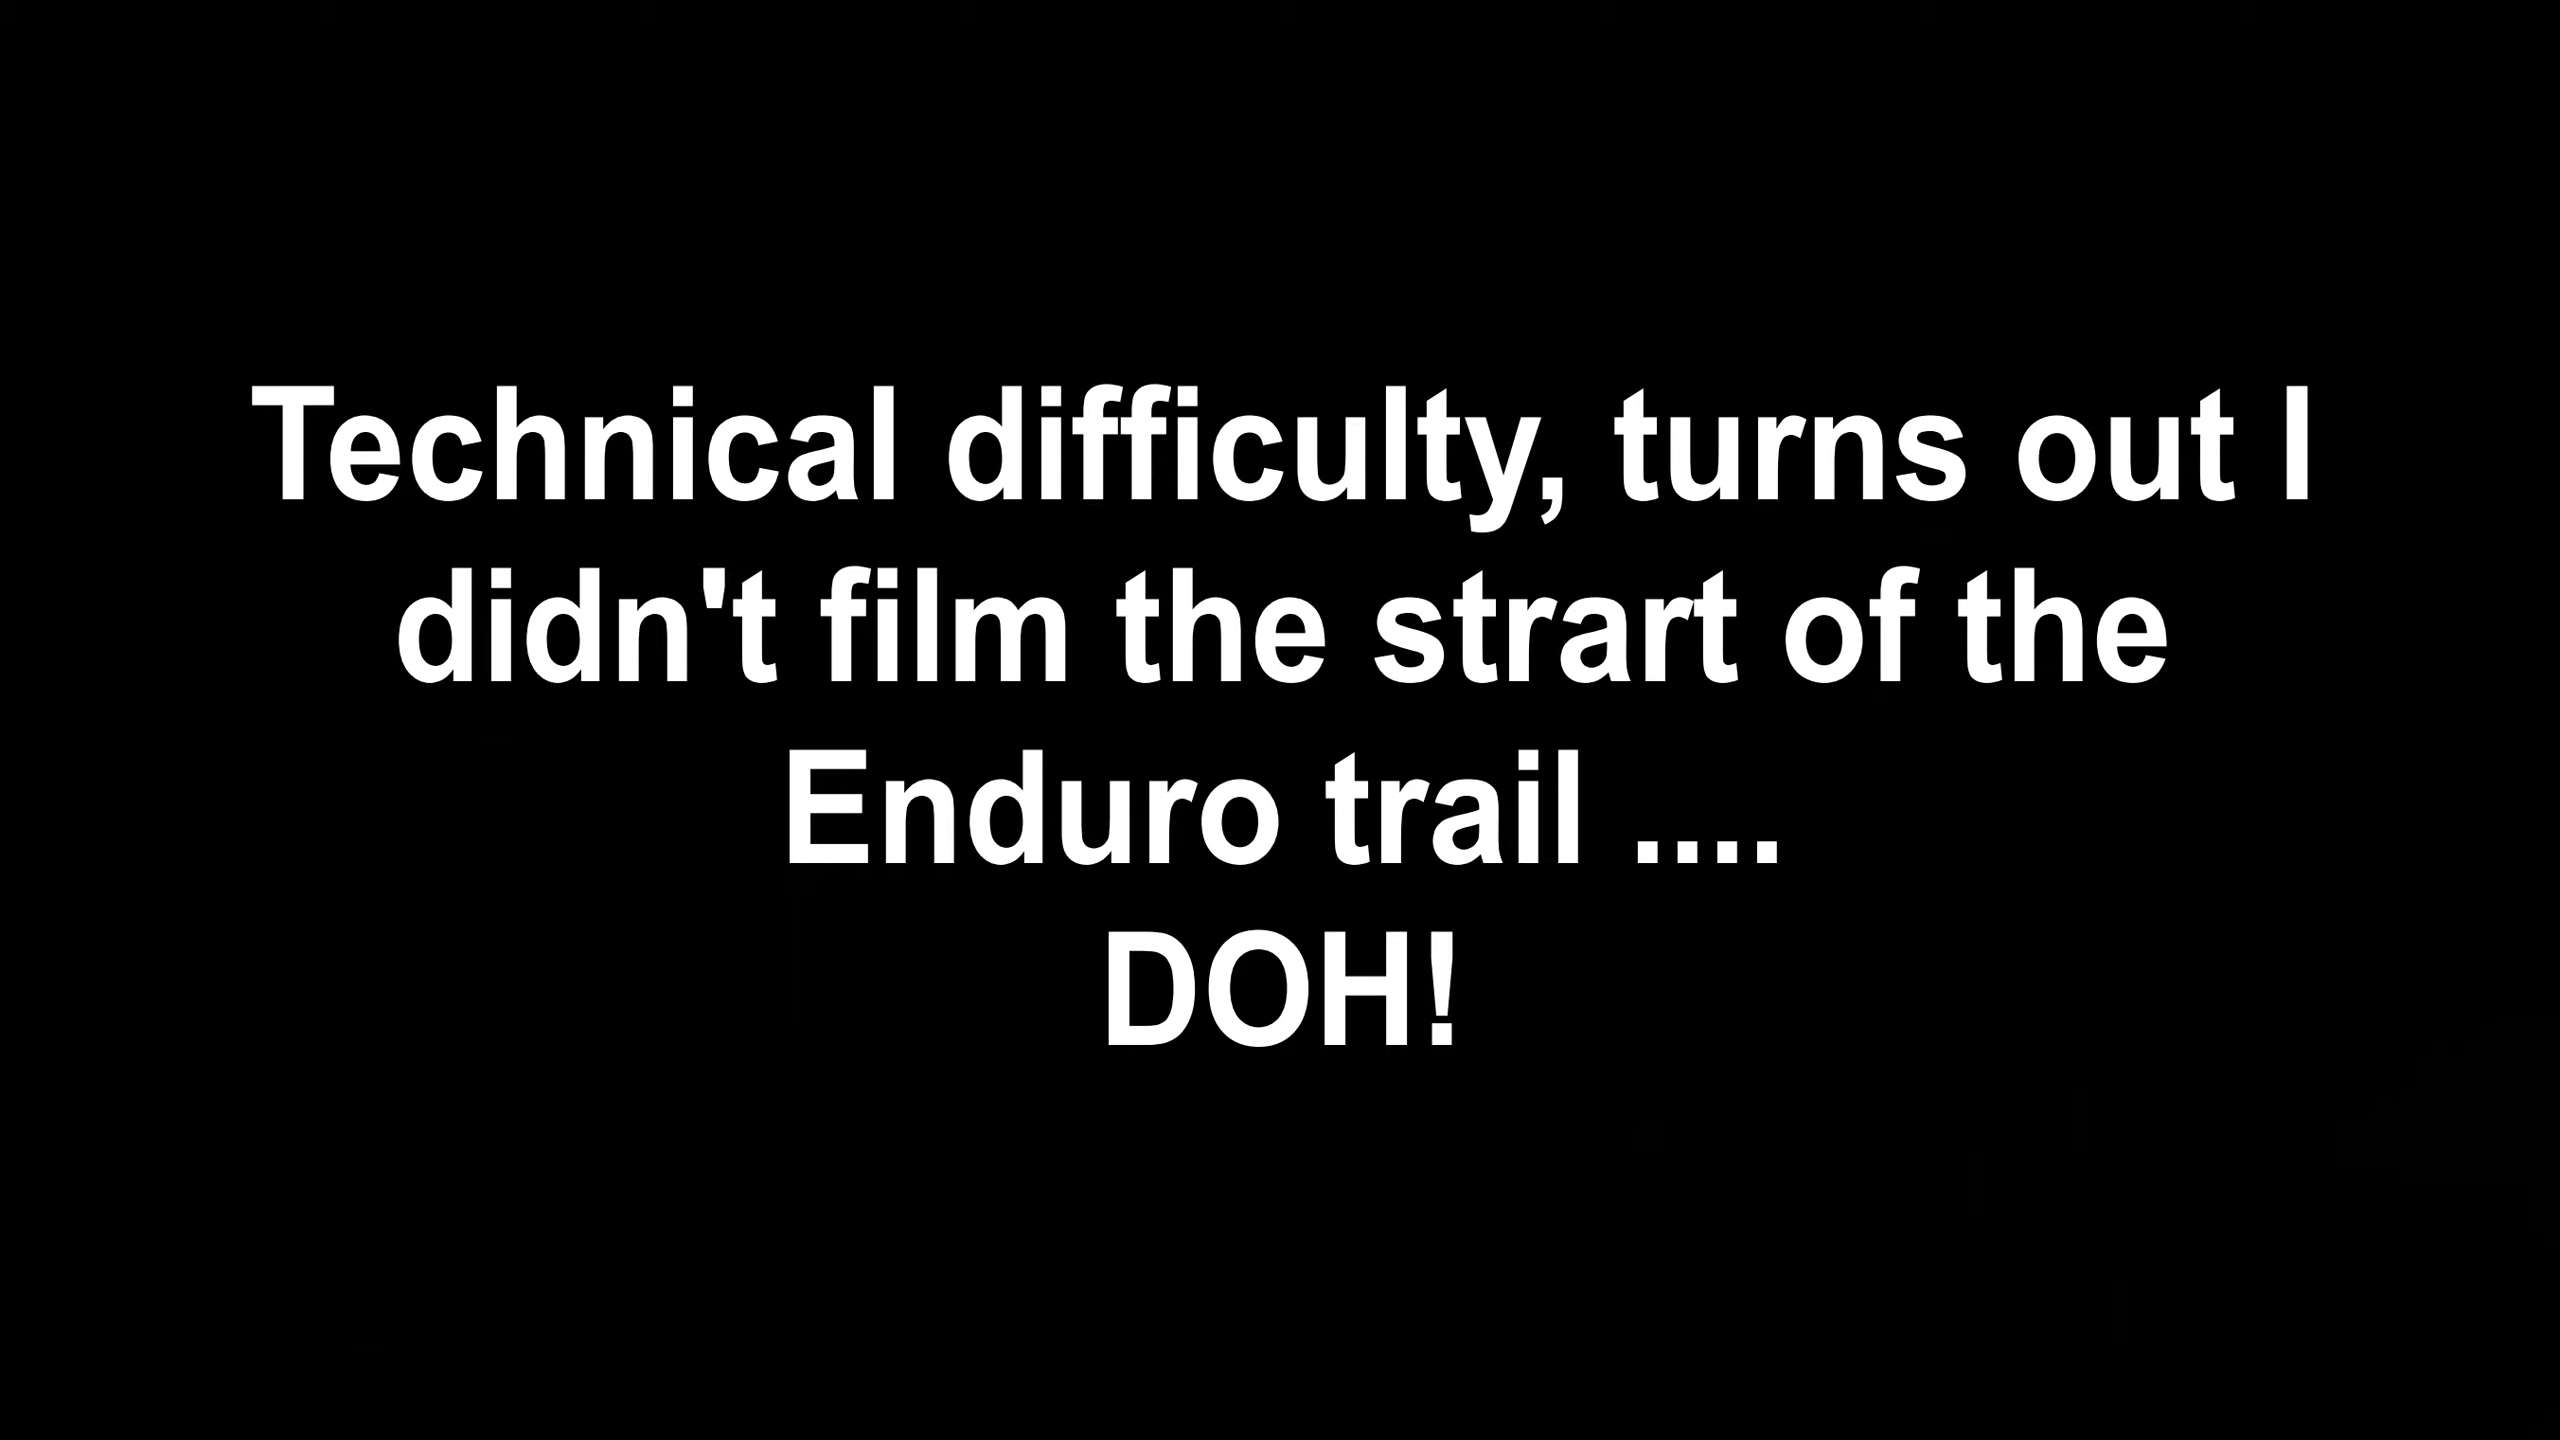 Technical difficulty, turns out I
didn't film the strart of the
Enduro trail ....
DOH!